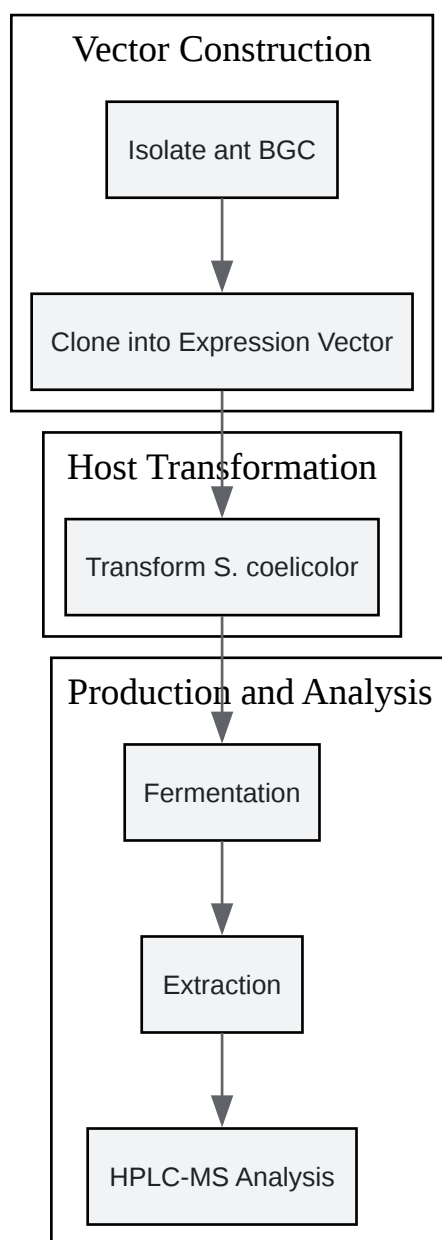 Vector Construction
Isolate ant BGC
Clone into Expression Vector
Host Transformation
Transform S. coelicolor
Production and Analysis
Fermentation
Extraction
HPLC-MS Analysis